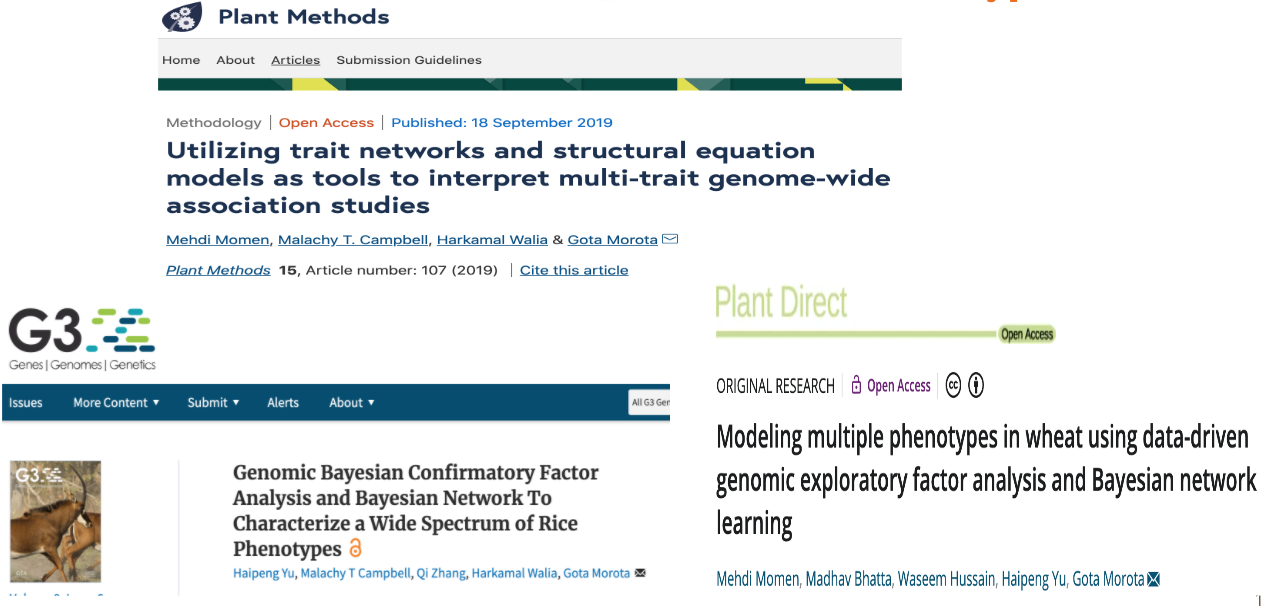 Plant Methods
Home About Articles Submission Guidelines
Methodology | Open Access | Published: 18 September 2019
Utilizing trait networks and structural equation
models as tools to interpret multi-trait genome-wide
association studies
Mehdi Momen, Malachy T. Campbell, Harkamal Walia & Gota Morota
Plant Methods 15, Article number: 107 (2019) | Cite this article
G3
Genes | Genomes | Genetics
Issues More Content ▼ Submit ▼ Alerts About ▼ All G3
G3
Genomic Bayesian Confirmatory Factor
Analysis and Bayesian Network To
Characterize a Wide Spectrum of Rice
Phenotypes
Haipeng Yu, Malachy T Campbell, Qi Zhang, Harkamal Walia, Gota Morota
Plant Direct
Open Access
ORIGINAL RESEARCH | Open Access | cc
Modeling multiple phenotypes in wheat using data-driven
genomic exploratory factor analysis and Bayesian network
learning
Mehdi Momen, Madhav Bhatta, Waseem Hussain, Haipeng Yu, Gota Morota